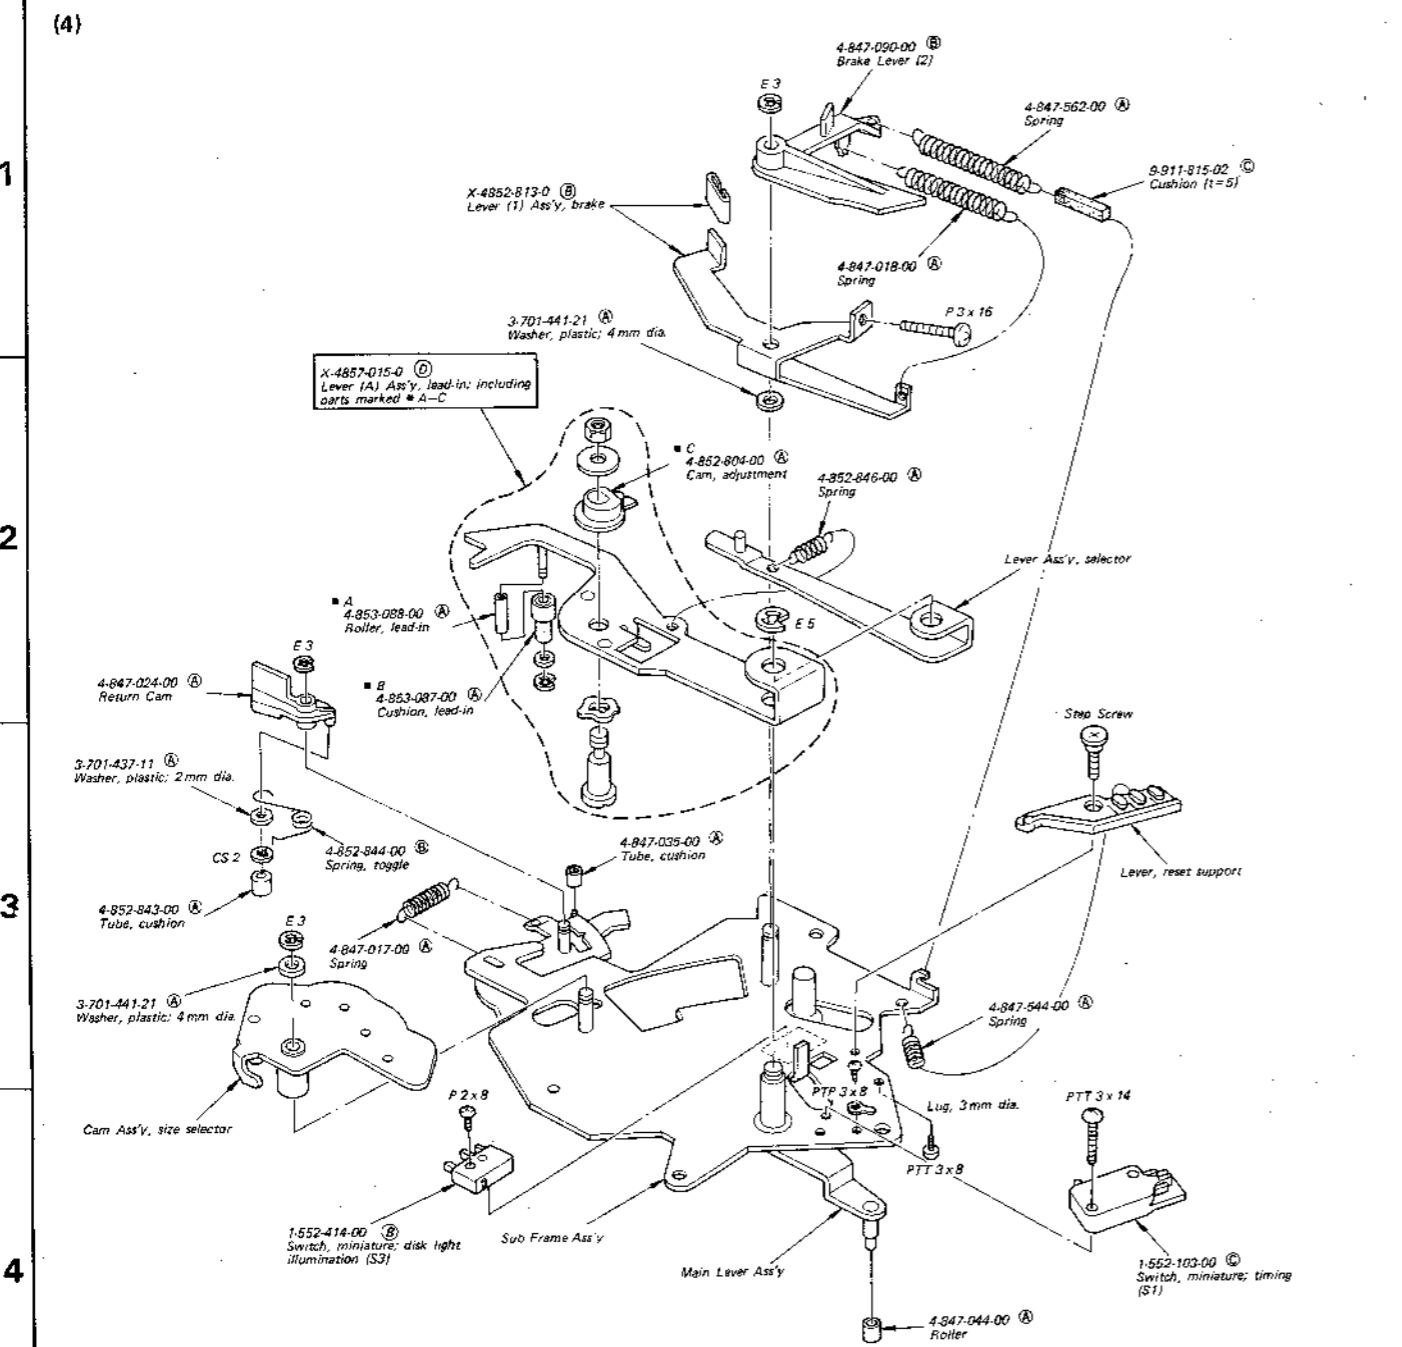 (4)
1
2
3
4
4-847-090-00 Ⓑ
Brake Lever (2)
E 3
4-847-562-00 Ⓐ
Spring
9-911-815-02 Ⓒ
Cushion (t=5)
X-4852-813-0 Ⓑ
Lever (1) Ass'y, brake
4-847-018-00 Ⓐ
Spring
P 3 x 16
3-701-441-21 Ⓐ
Washer, plastic; 4 mm dia.
X-4857-015-0 Ⓓ
Lever (A) Ass'y, lead-in; including
parts marked ■ A–C
■ C
4-852-804-00 Ⓐ
Cam, adjustment
4-852-846-00 Ⓐ
Spring
Lever Ass'y, selector
■ A
4-853-088-00 Ⓐ
Roller, lead-in
E 5
E 3
4-847-024-00 Ⓐ
Return Cam
■ B
4-853-087-00 Ⓐ
Cushion, lead-in
Step Screw
3-701-437-11 Ⓐ
Washer, plastic; 2 mm dia.
CS 2
4-852-844-00 Ⓑ
Spring, toggle
4-847-035-00 Ⓐ
Tube, cushion
Lever, reset support
4-852-843-00 Ⓐ
Tube, cushion
E 3
4-847-017-00 Ⓐ
Spring
3-701-441-21 Ⓐ
Washer, plastic; 4 mm dia.
4-847-544-00 Ⓐ
Spring
P 2 x 8
PTP 3 x 8
Lug, 3 mm dia.
PTT 3 x 14
Cam Ass'y, size selector
PTT 3 x 8
1-552-414-00 Ⓑ
Switch, miniature; disk light
illumination (S3)
Sub Frame Ass'y
Main Lever Ass'y
1-552-103-00 Ⓒ
Switch, miniature; timing
(S1)
4-847-044-00 Ⓐ
Roller